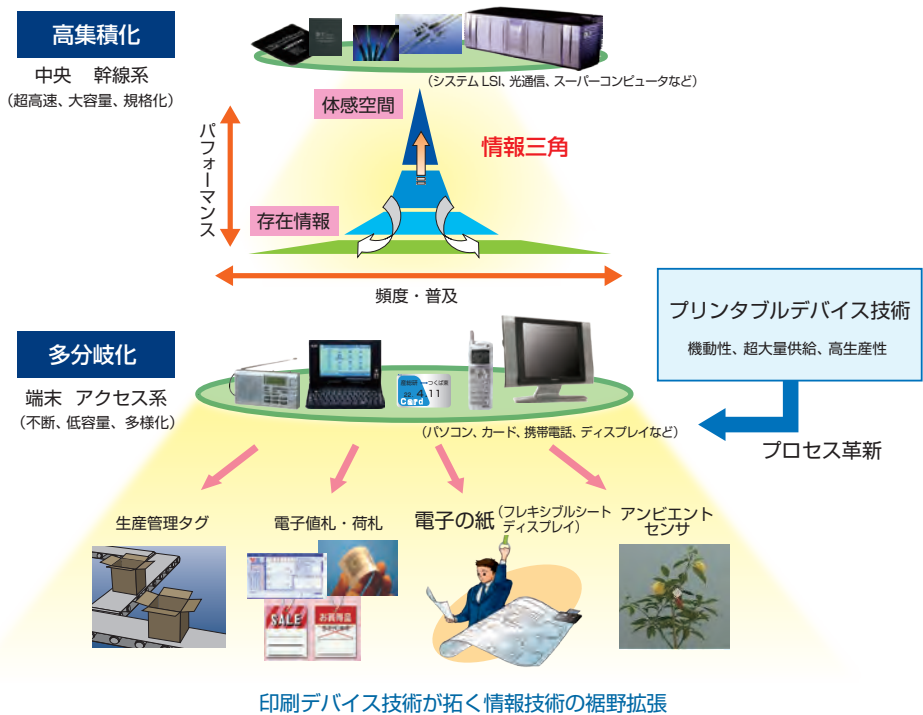 高集積化
中央 幹線系
(超高速、大容量、規格化)
(システム LSI、光通信、スーパーコンピュータなど)
体感空間
情報三角
パフォーマンス
存在情報
頻度・普及
プリンタブルデバイス技術
機動性、超大量供給、高生産性
プロセス革新
多分岐化
端末 アクセス系
(不断、低容量、多様化)
つくば
4.11
Card
(パソコン、カード、携帯電話、ディスプレイなど)
生産管理タグ
電子値札・荷札
電子の紙(フレキシブルシート
ディスプレイ)
アンビエント
センサ
SALE
お買得品
印刷デバイス技術が拓く情報技術の裾野拡張